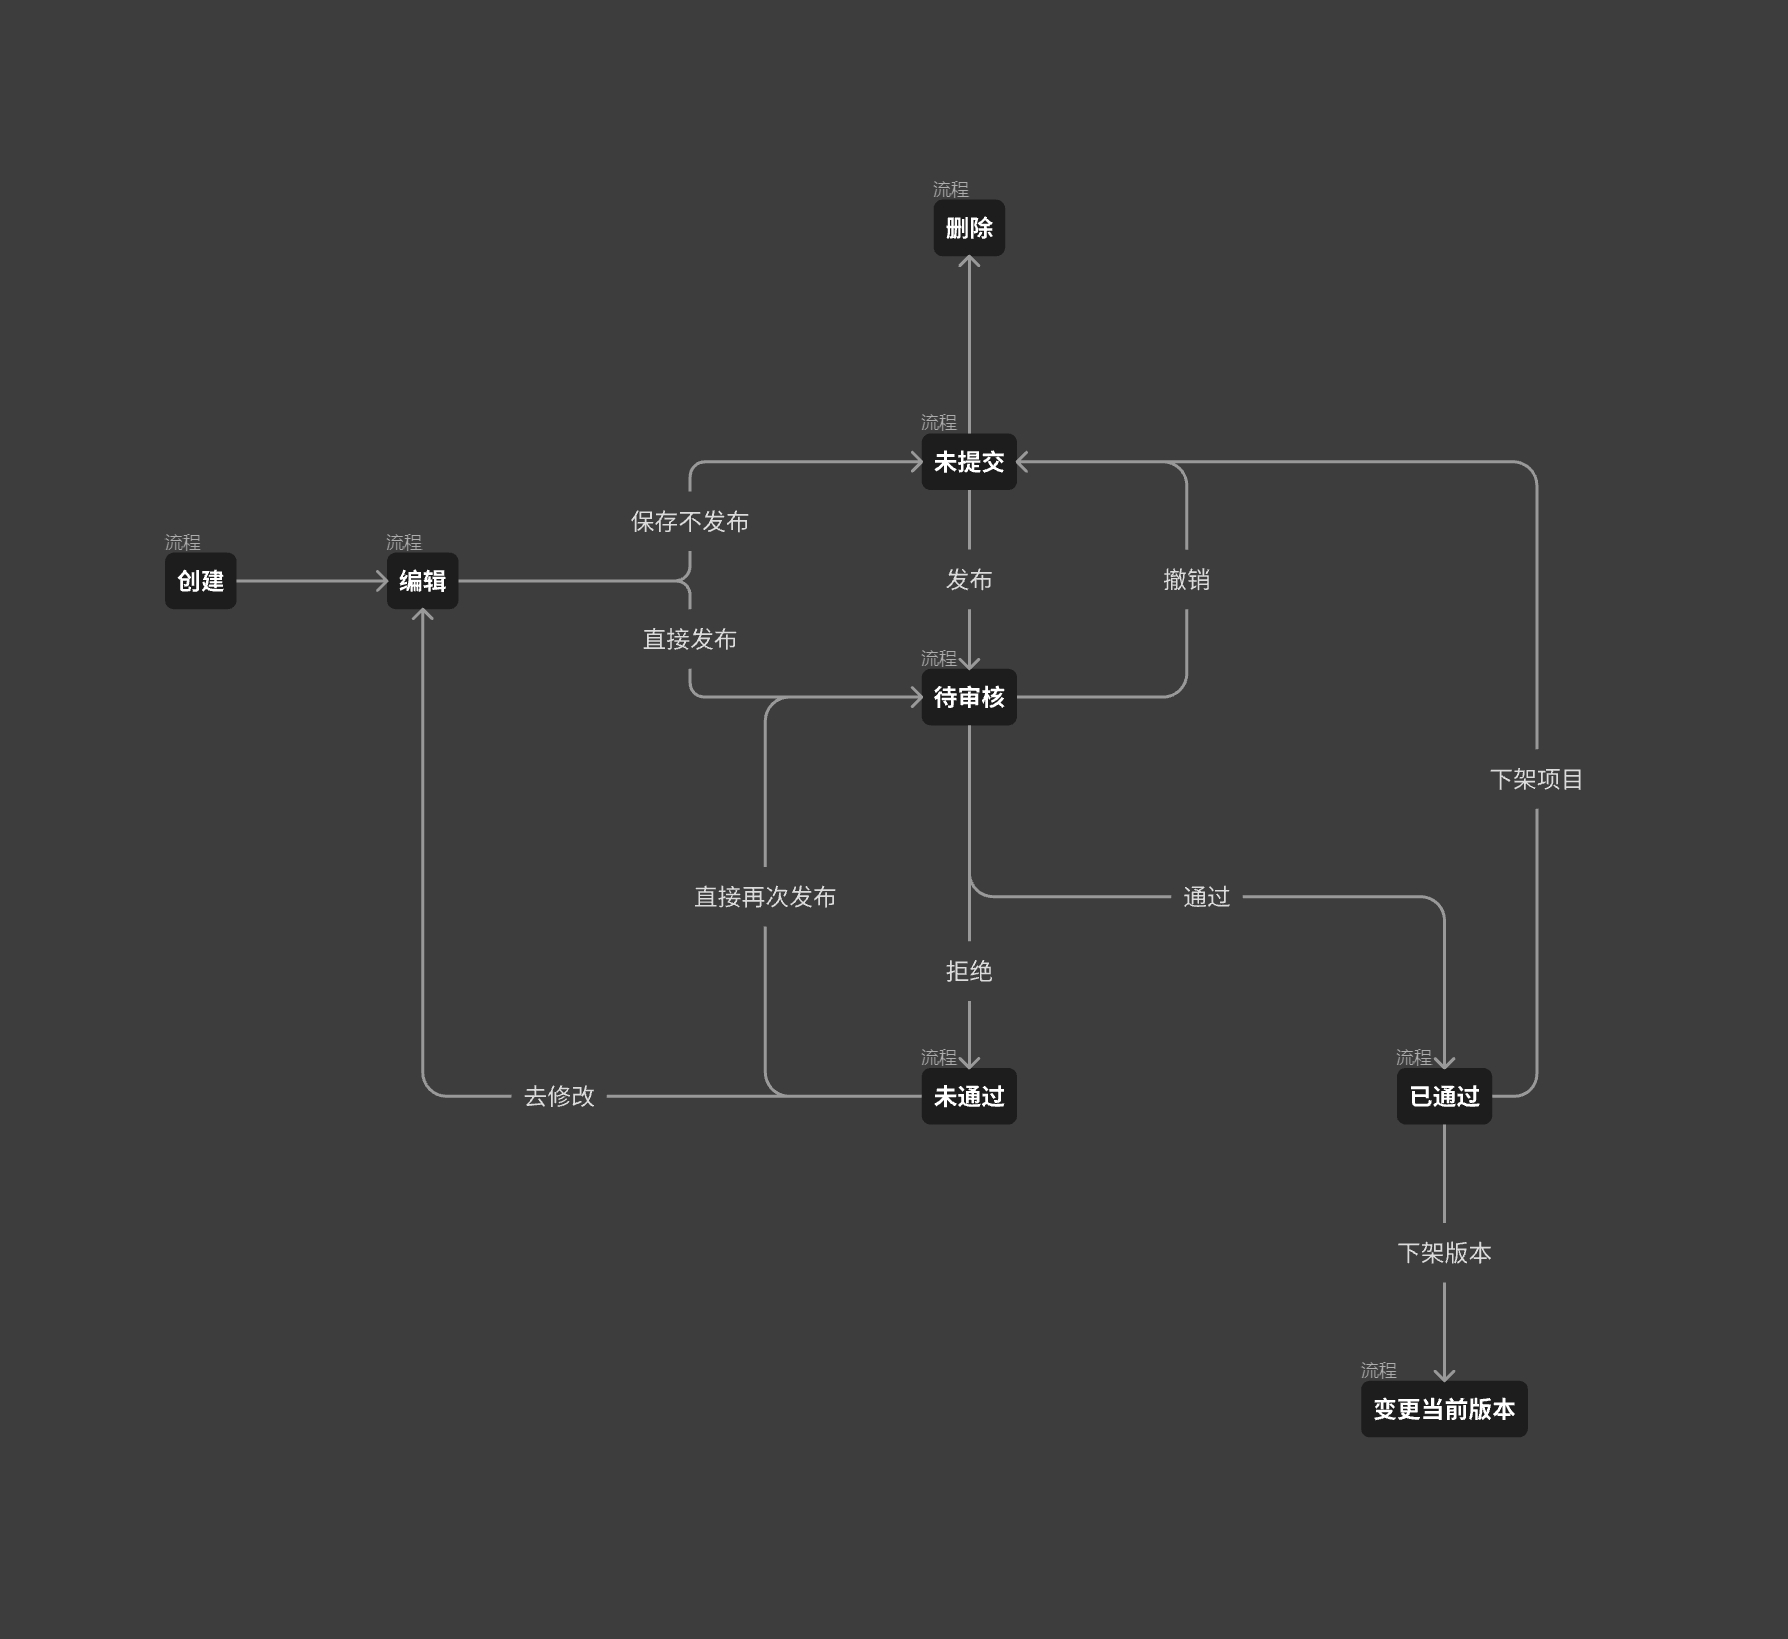 流程
删除
流程
未提交
保存不发布
流程
创建
流程
编辑
发布
撤销
直接发布
流程
待审核
下架项目
直接再次发布
通过
拒绝
流程
未通过
流程
已通过
去修改
下架版本
流程
变更当前版本